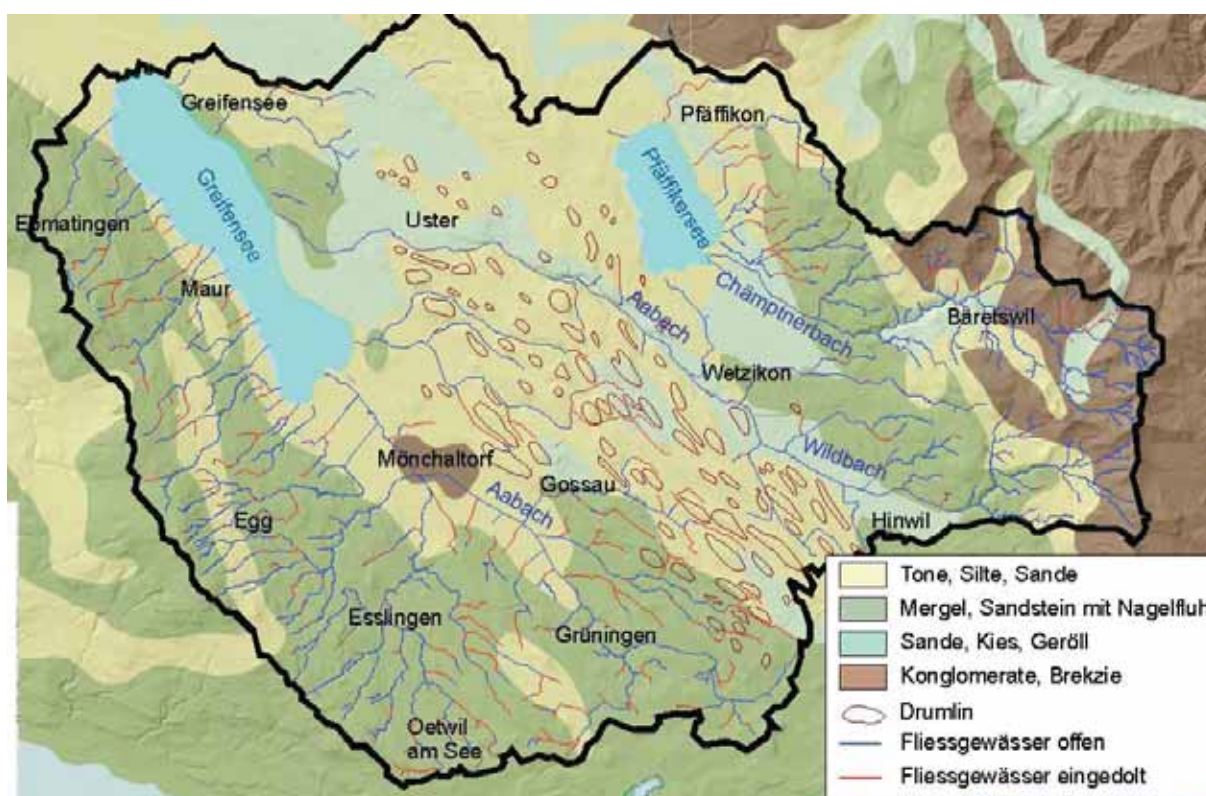 Greifensee
Pfäffikon
Greifensee
Pfäffikersee
Ebmatingen
Uster
Maur
Aabach
Chämptnerbach
Bäretswil
Wetzikon
Mönchaltorf
Aabach
Gossau
Wildbach
Egg
Hinwil
Esslingen
Grüningen
Oetwil
am See
Tone, Silte, Sande
Mergel, Sandstein mit Nagelfluh
Sande, Kies, Geröll
Konglomerate, Brekzie
Drumlin
Fliessgewässer offen
Fliessgewässer eingedolt